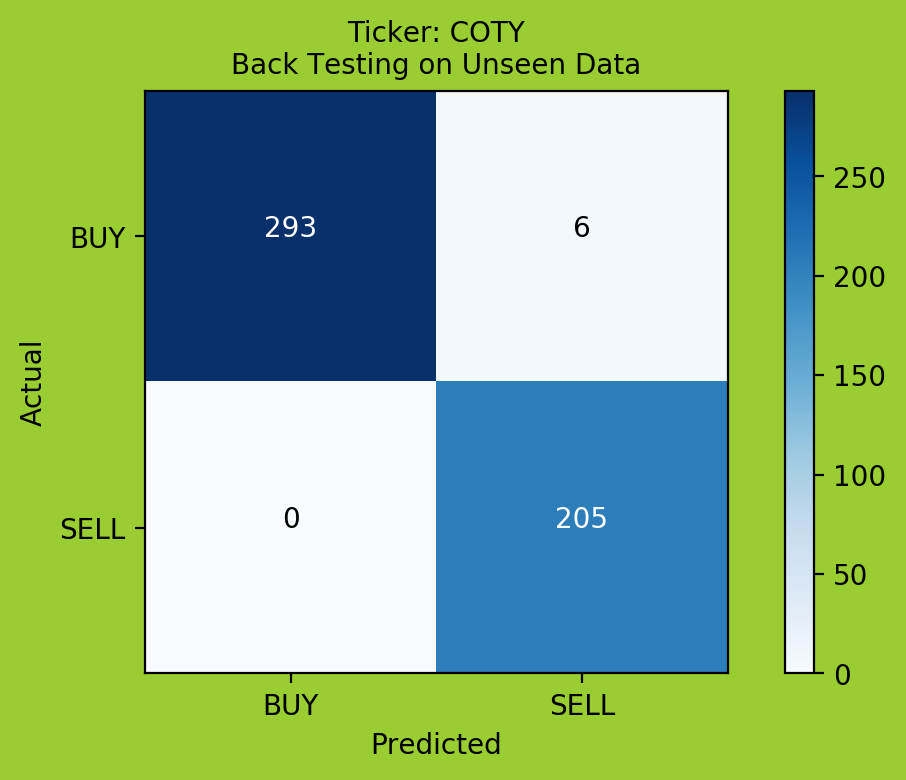 Ticker: COTY
Back Testing on Unseen Data
Actual
BUY
SELL
293
6
0
205
BUY
SELL
Predicted
250
200
150
100
50
0